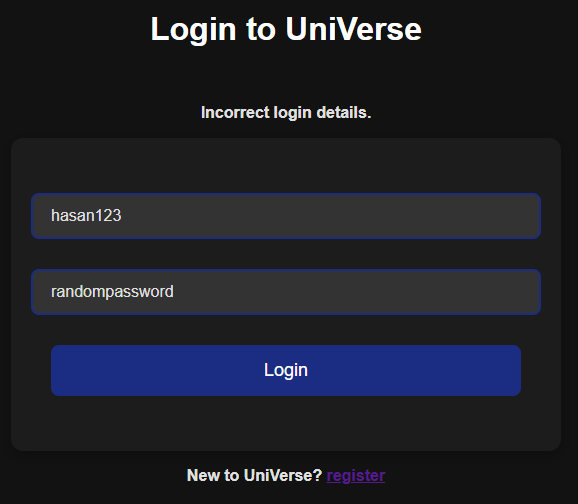 Login to UniVerse
Incorrect login details.
hasan123
randompassword
Login
New to UniVerse? register